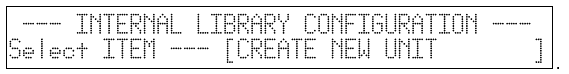 --- INTERNAL LIBRARY CONFIGURATION ---
Select ITEM --- [CREATE NEW UNIT ]
.